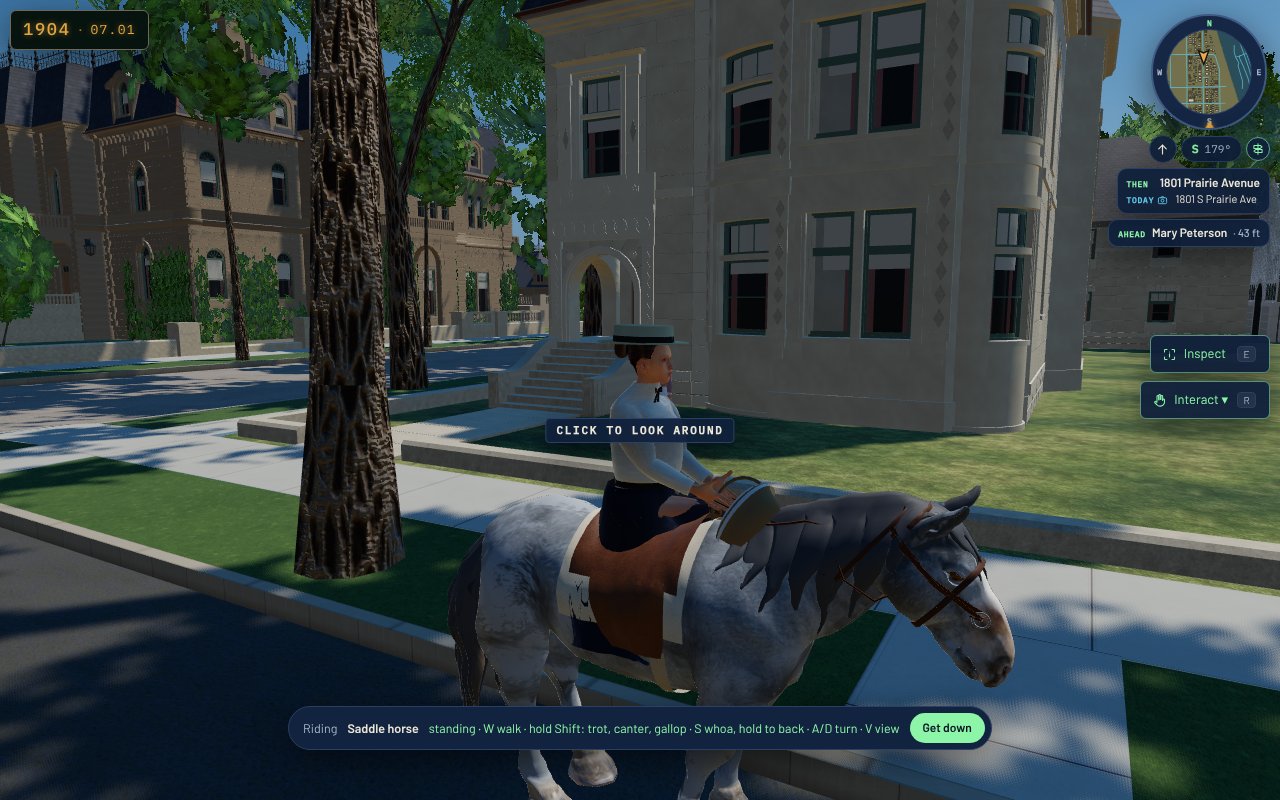 1904 · 07.01
N
W
E
S
S 179°
THEN 1801 Prairie Avenue
TODAY 1801 S Prairie Ave
AHEAD Mary Peterson · 43 ft
Inspect E
Interact ▾ R
CLICK TO LOOK AROUND
Riding Saddle horse standing · W walk · hold Shift: trot, canter, gallop · S whoa, hold to back · A/D turn · V view Get down